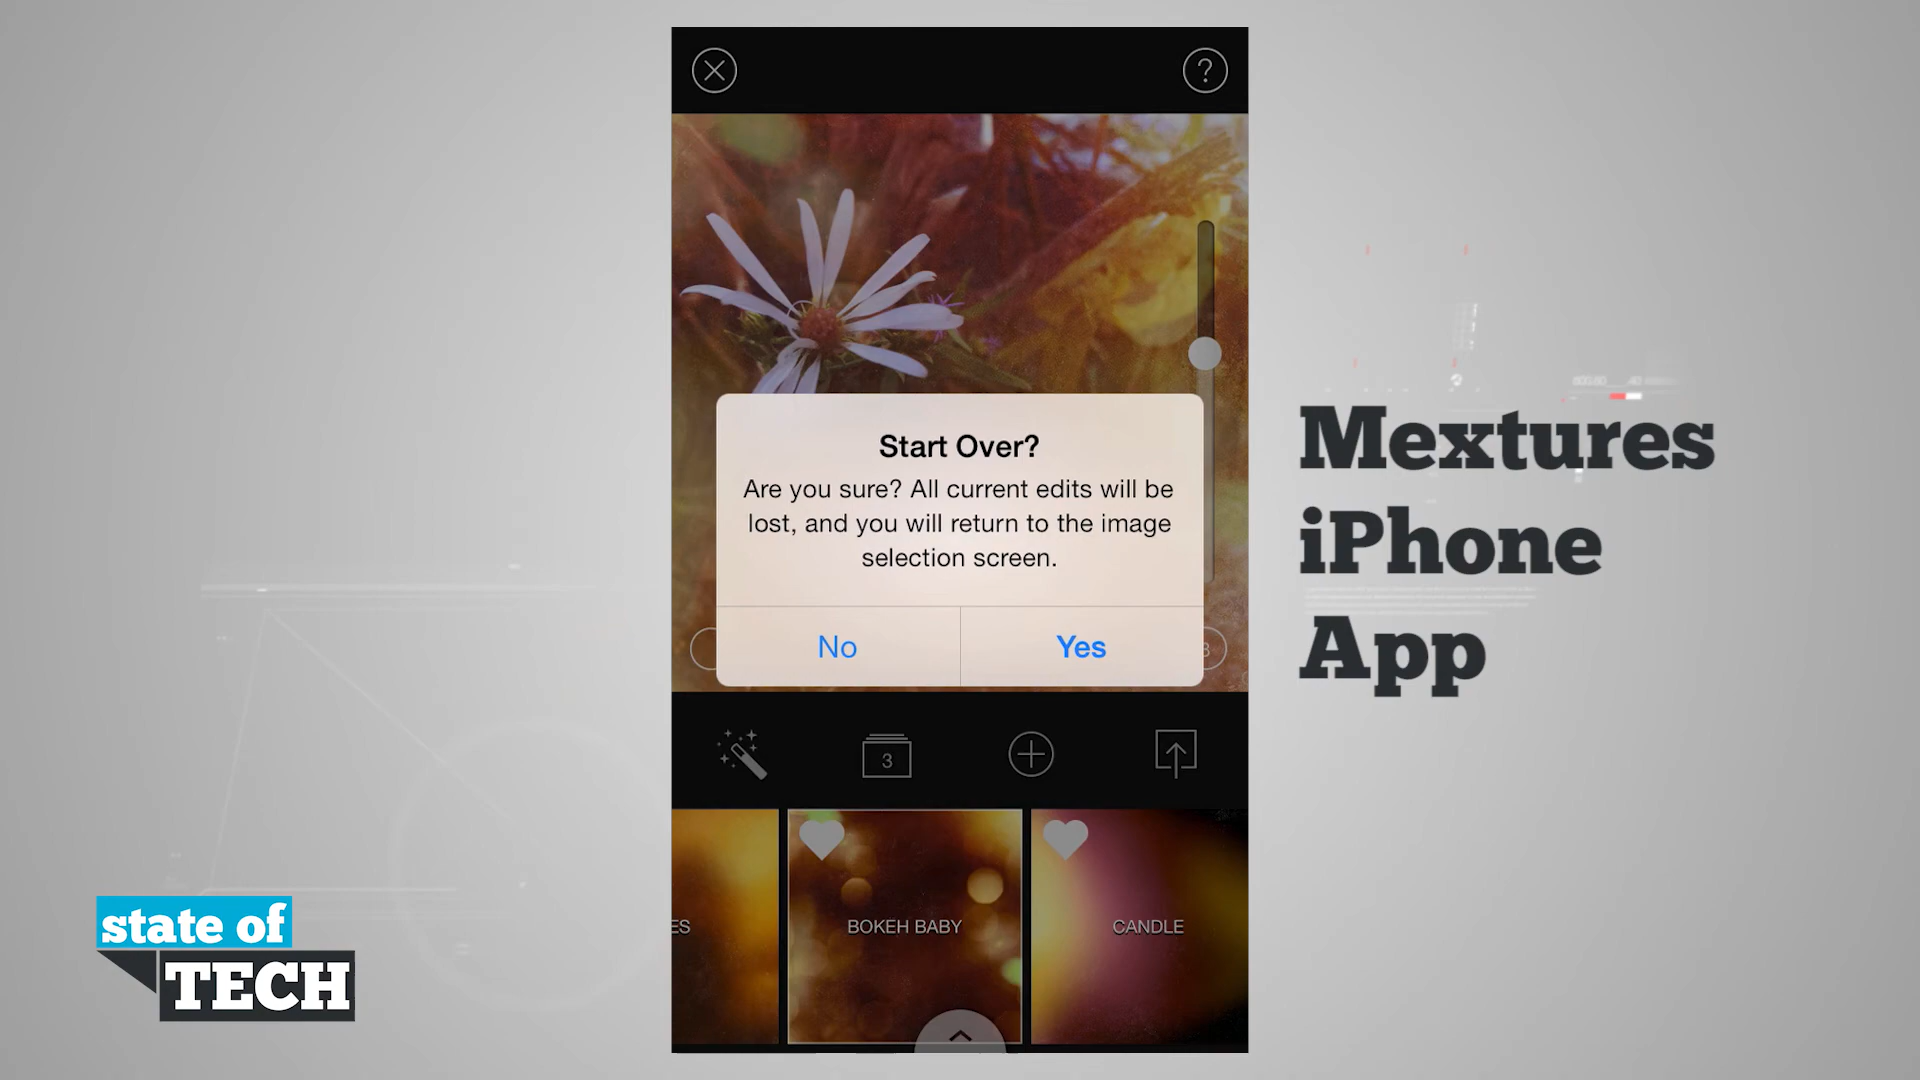 ?
Start Over?
Are you sure? All current edits will be
lost, and you will return to the image
selection screen.
No
Yes
3
ES
BOKEH BABY
CANDLE
Mextures
iPhone
App
state of
TECH